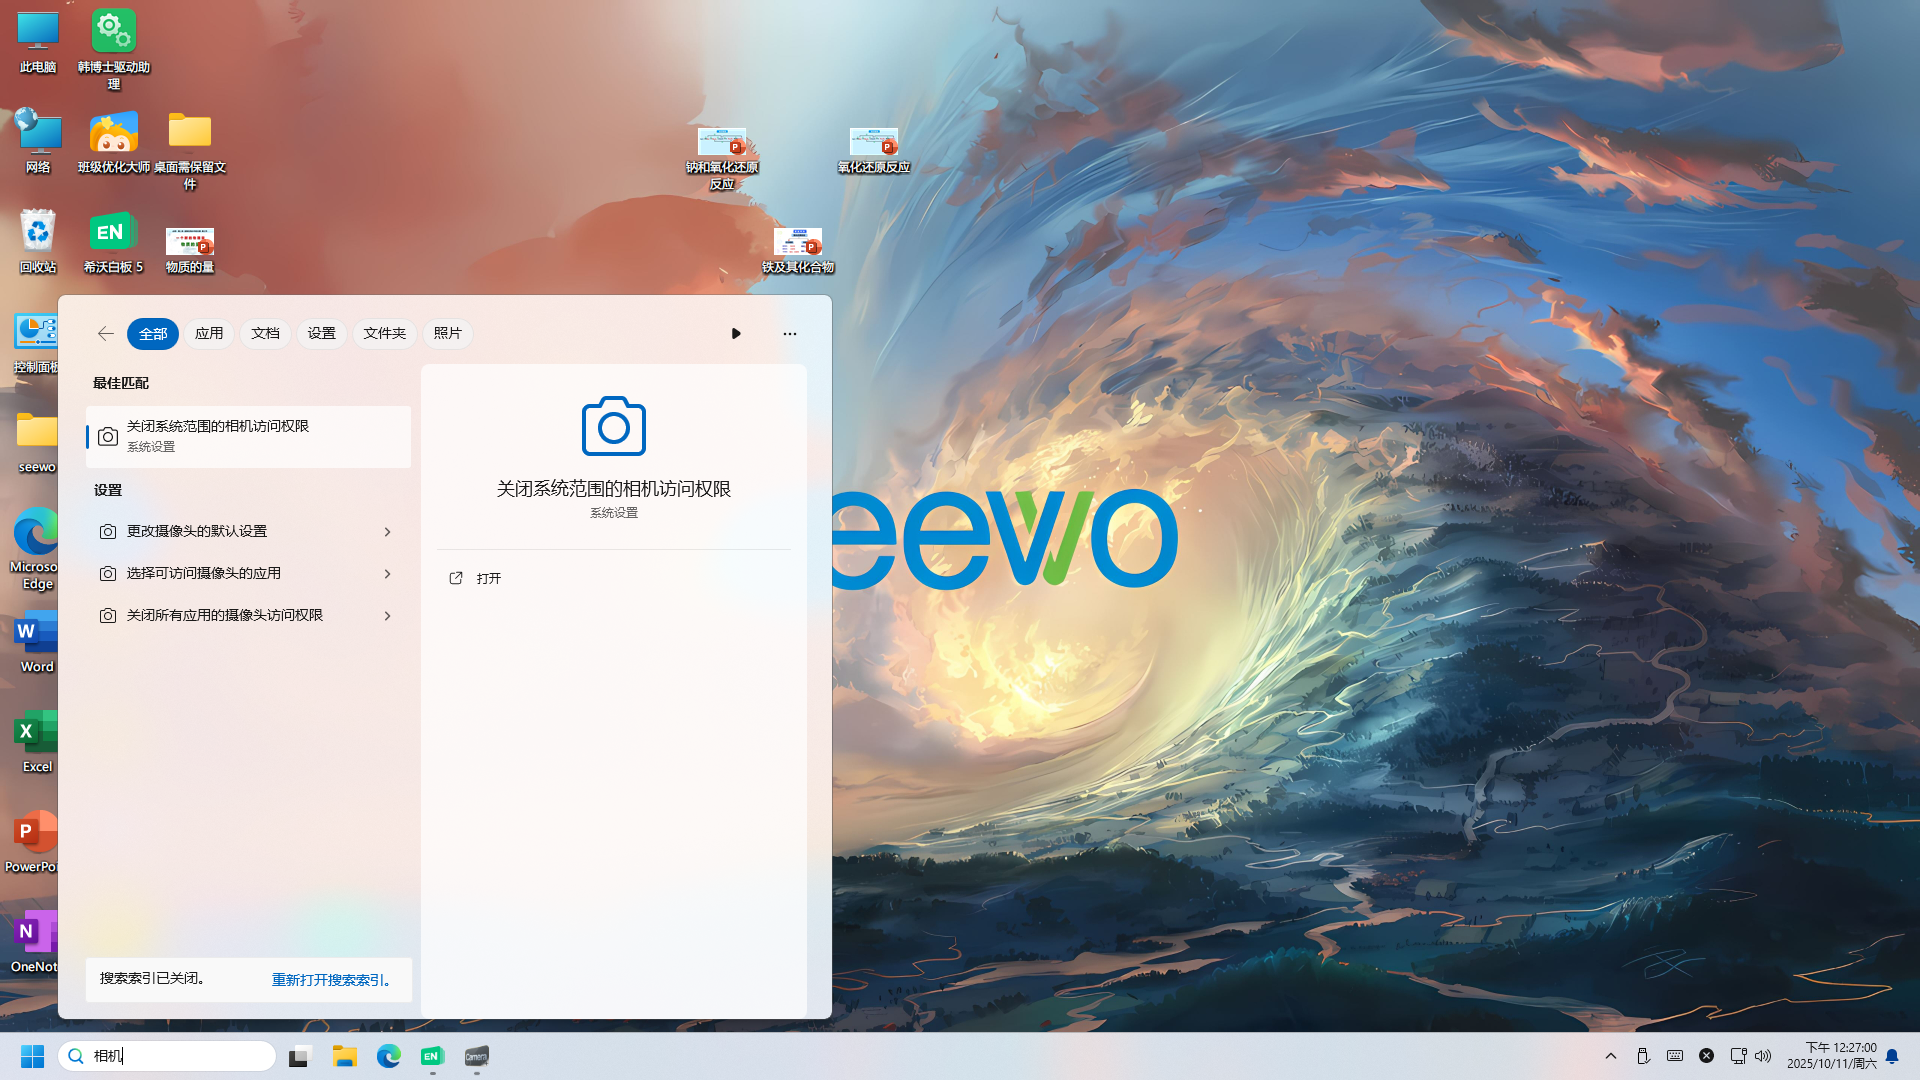 此电脑
韩博士驱动助
理
网络
班级优化大师
桌面需保留文
件
钠和氧化还原
反应
氧化还原反应
回收站
EN
希沃白板 5
物质的量
铁及其化合物
控制面板
seewo
Microso
Edge
Word
Excel
PowerPoi
OneNot
全部
应用
文档
设置
文件夹
照片
最佳匹配
关闭系统范围的相机访问权限
系统设置
设置
更改摄像头的默认设置
选择可访问摄像头的应用
关闭所有应用的摄像头访问权限
关闭系统范围的相机访问权限
系统设置
打开
搜索索引已关闭。
重新打开搜索索引。
eewo
相机
EN
Camera
下午 12:27:00
2025/10/11/周六